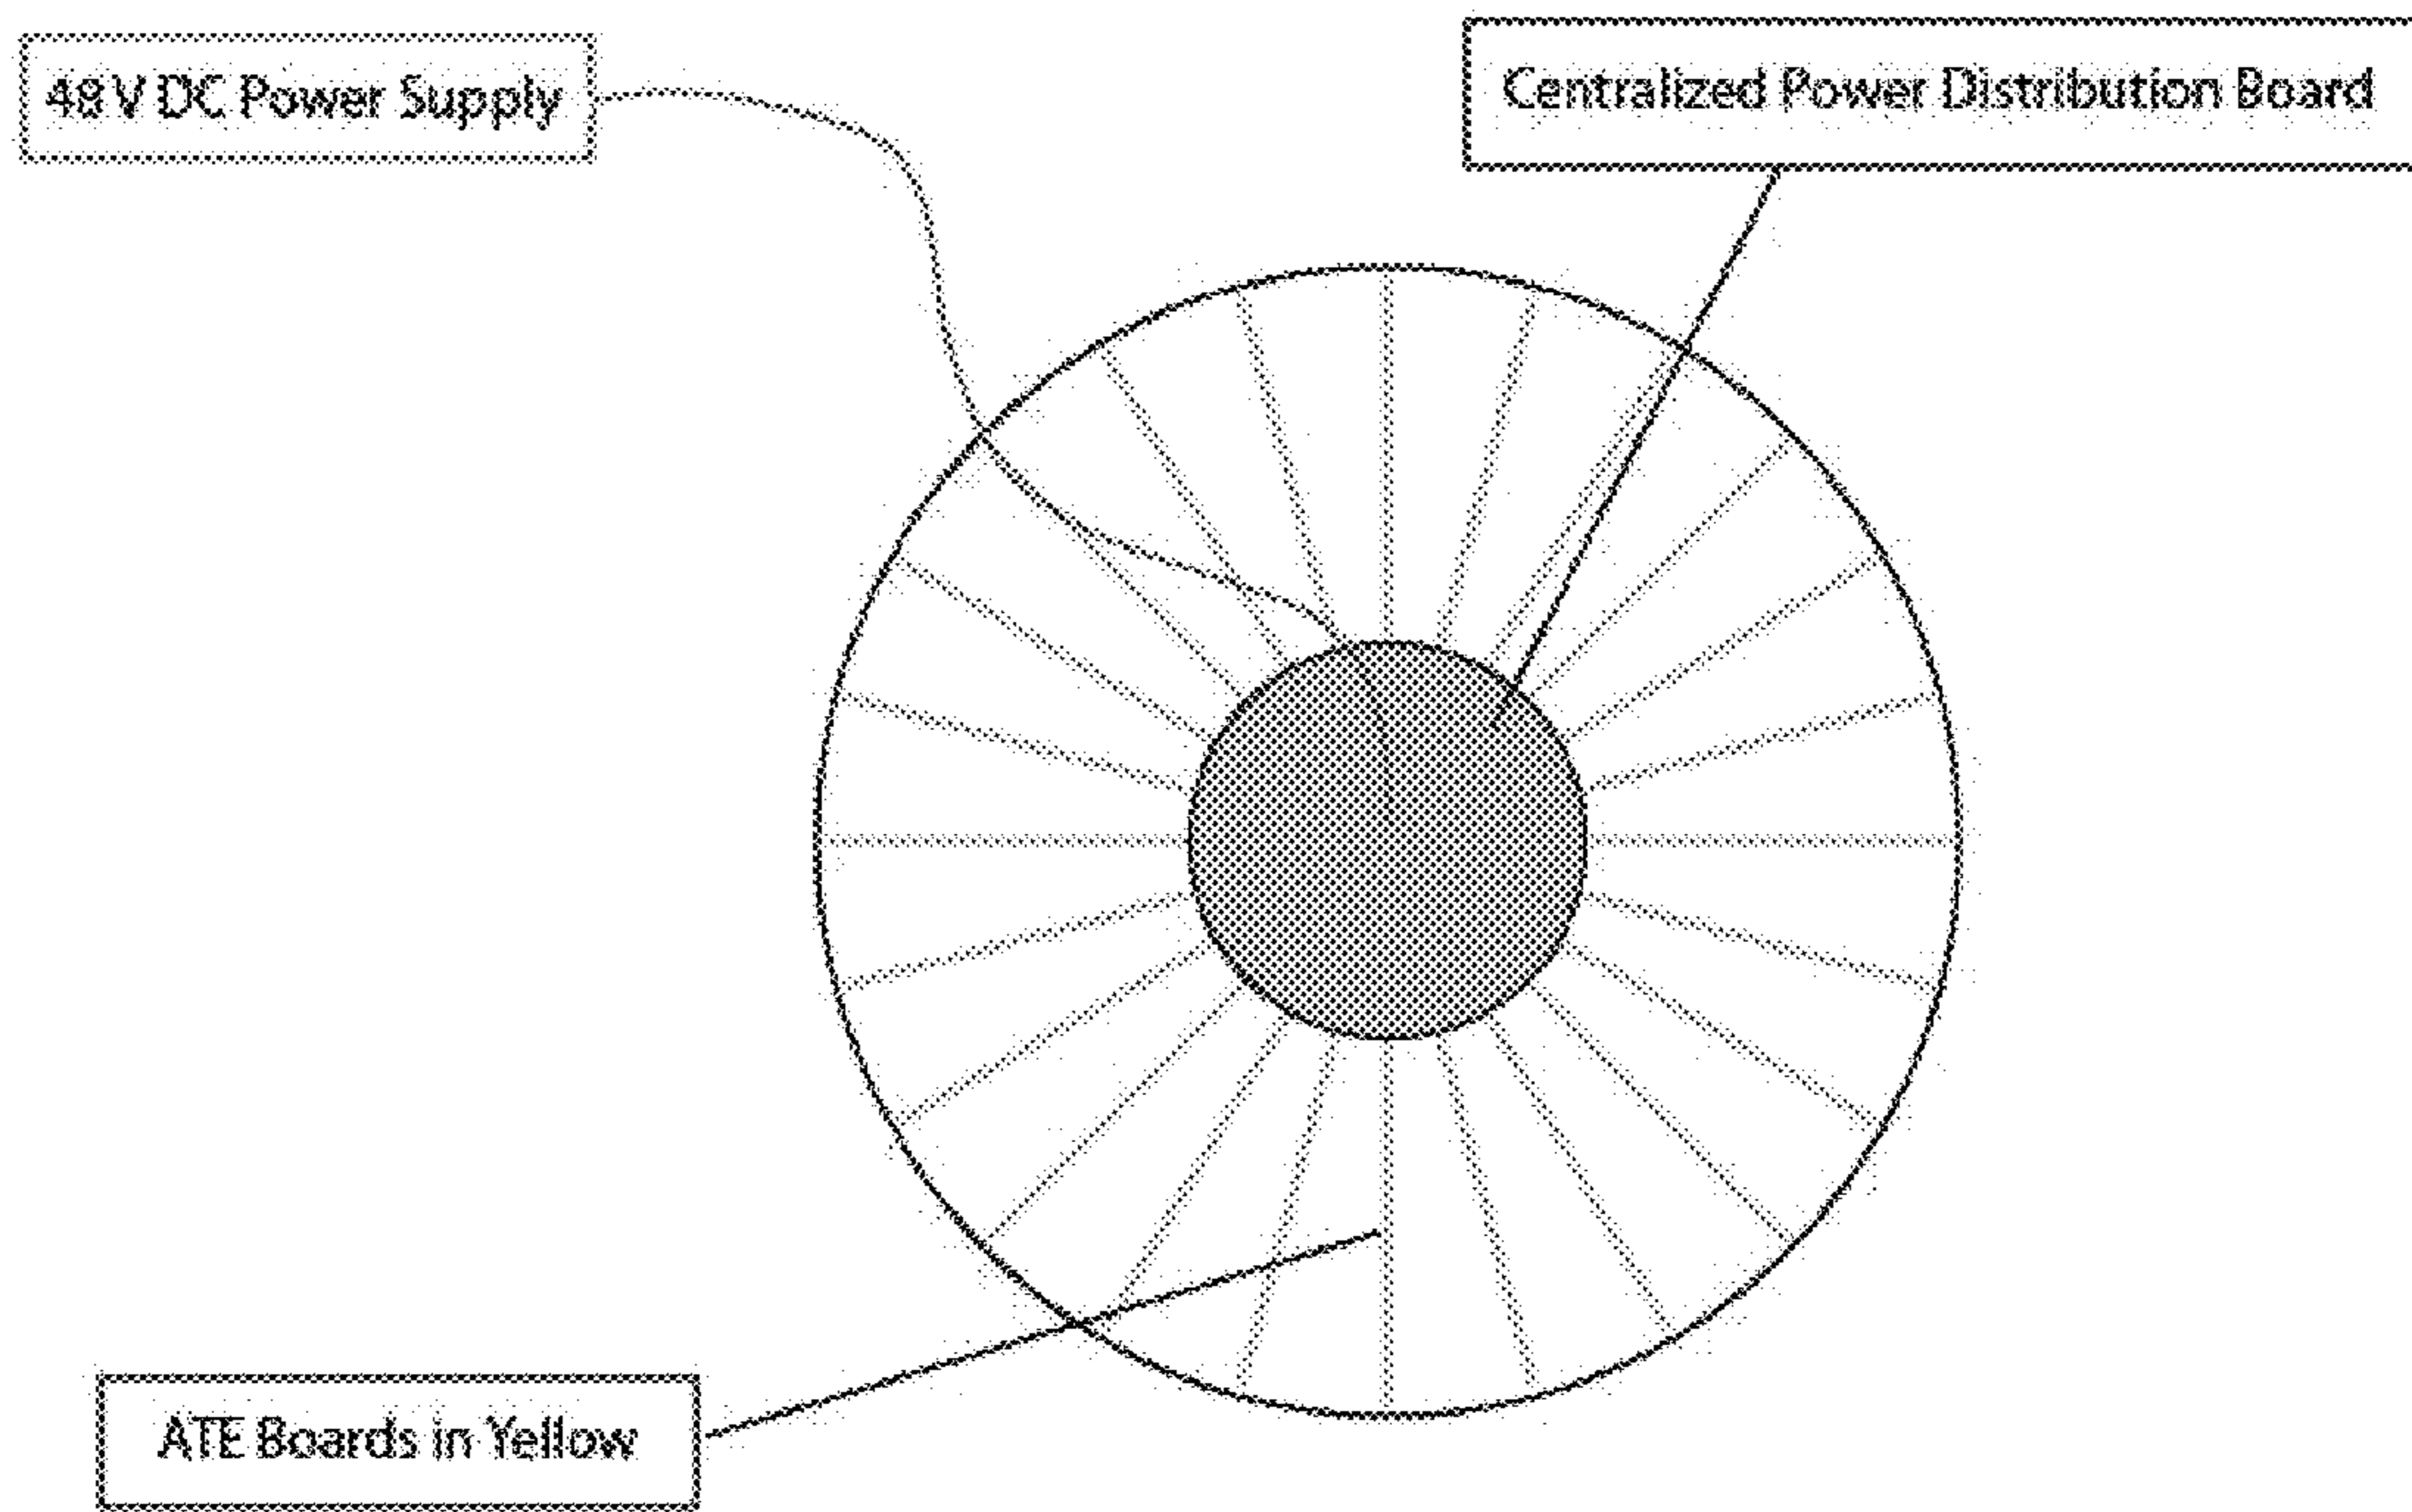 48 V DC Power Supply
Centralized Power Distribution Board
ATE Boards in Yellow